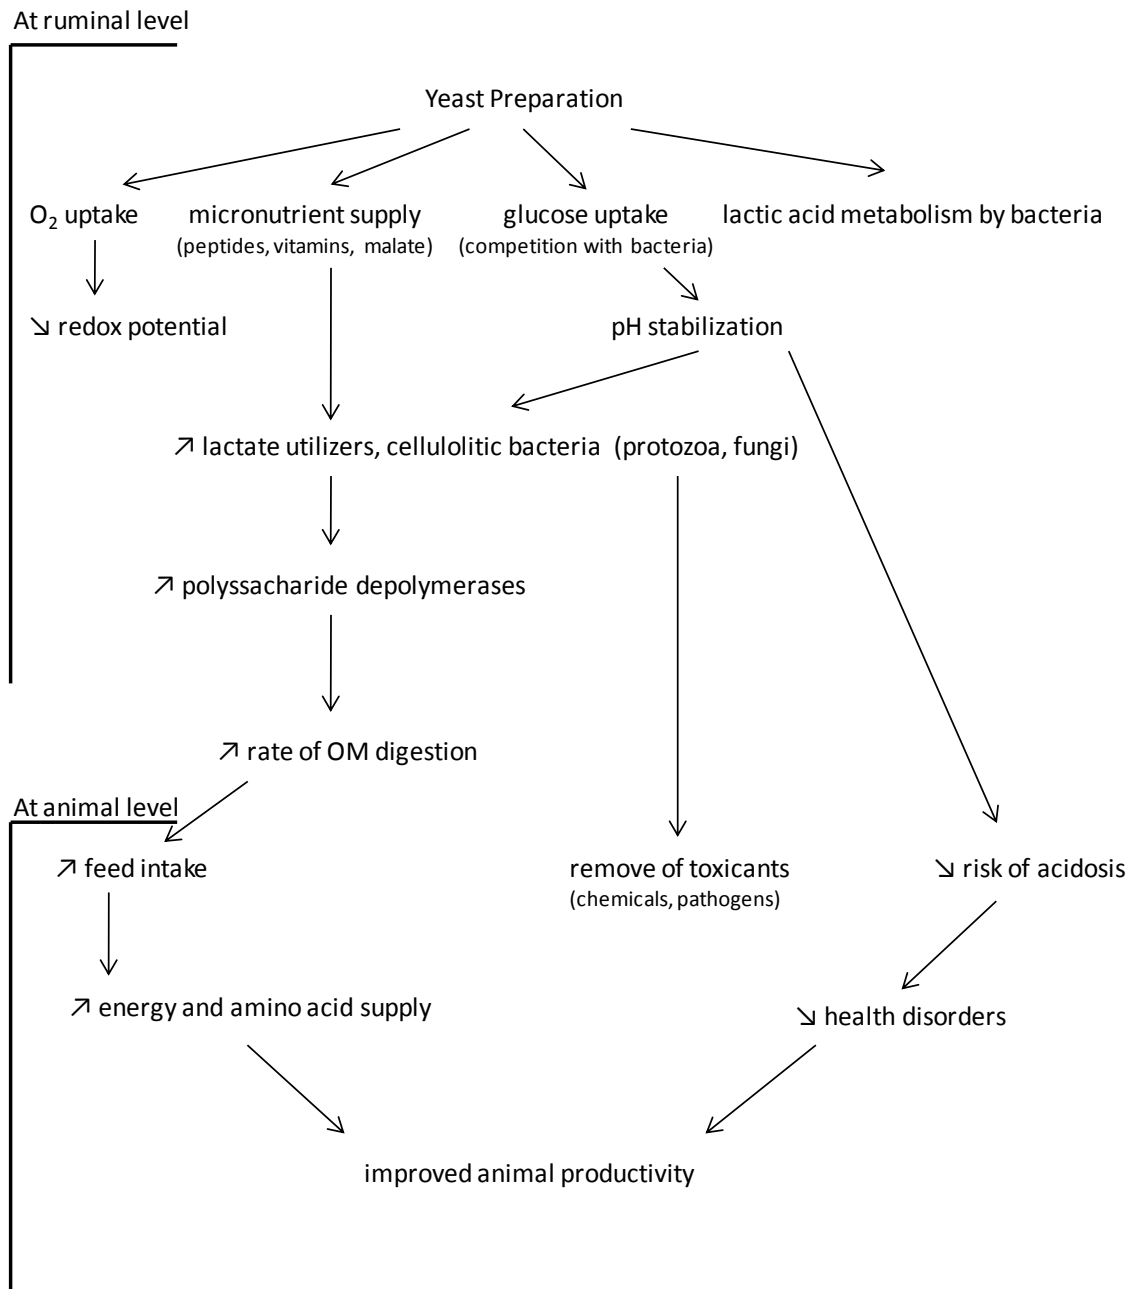 At ruminal level
Yeast Preparation
O₂ uptake
micronutrient supply
(peptides, vitamins, malate)
glucose uptake
(competition with bacteria)
lactic acid metabolism by bacteria
↘ redox potential
pH stabilization
↗ lactate utilizers, cellulolitic bacteria (protozoa, fungi)
↗ polyssacharide depolymerases
↗ rate of OM digestion
At animal level
↗ feed intake
remove of toxicants
(chemicals, pathogens)
↘ risk of acidosis
↗ energy and amino acid supply
↘ health disorders
improved animal productivity